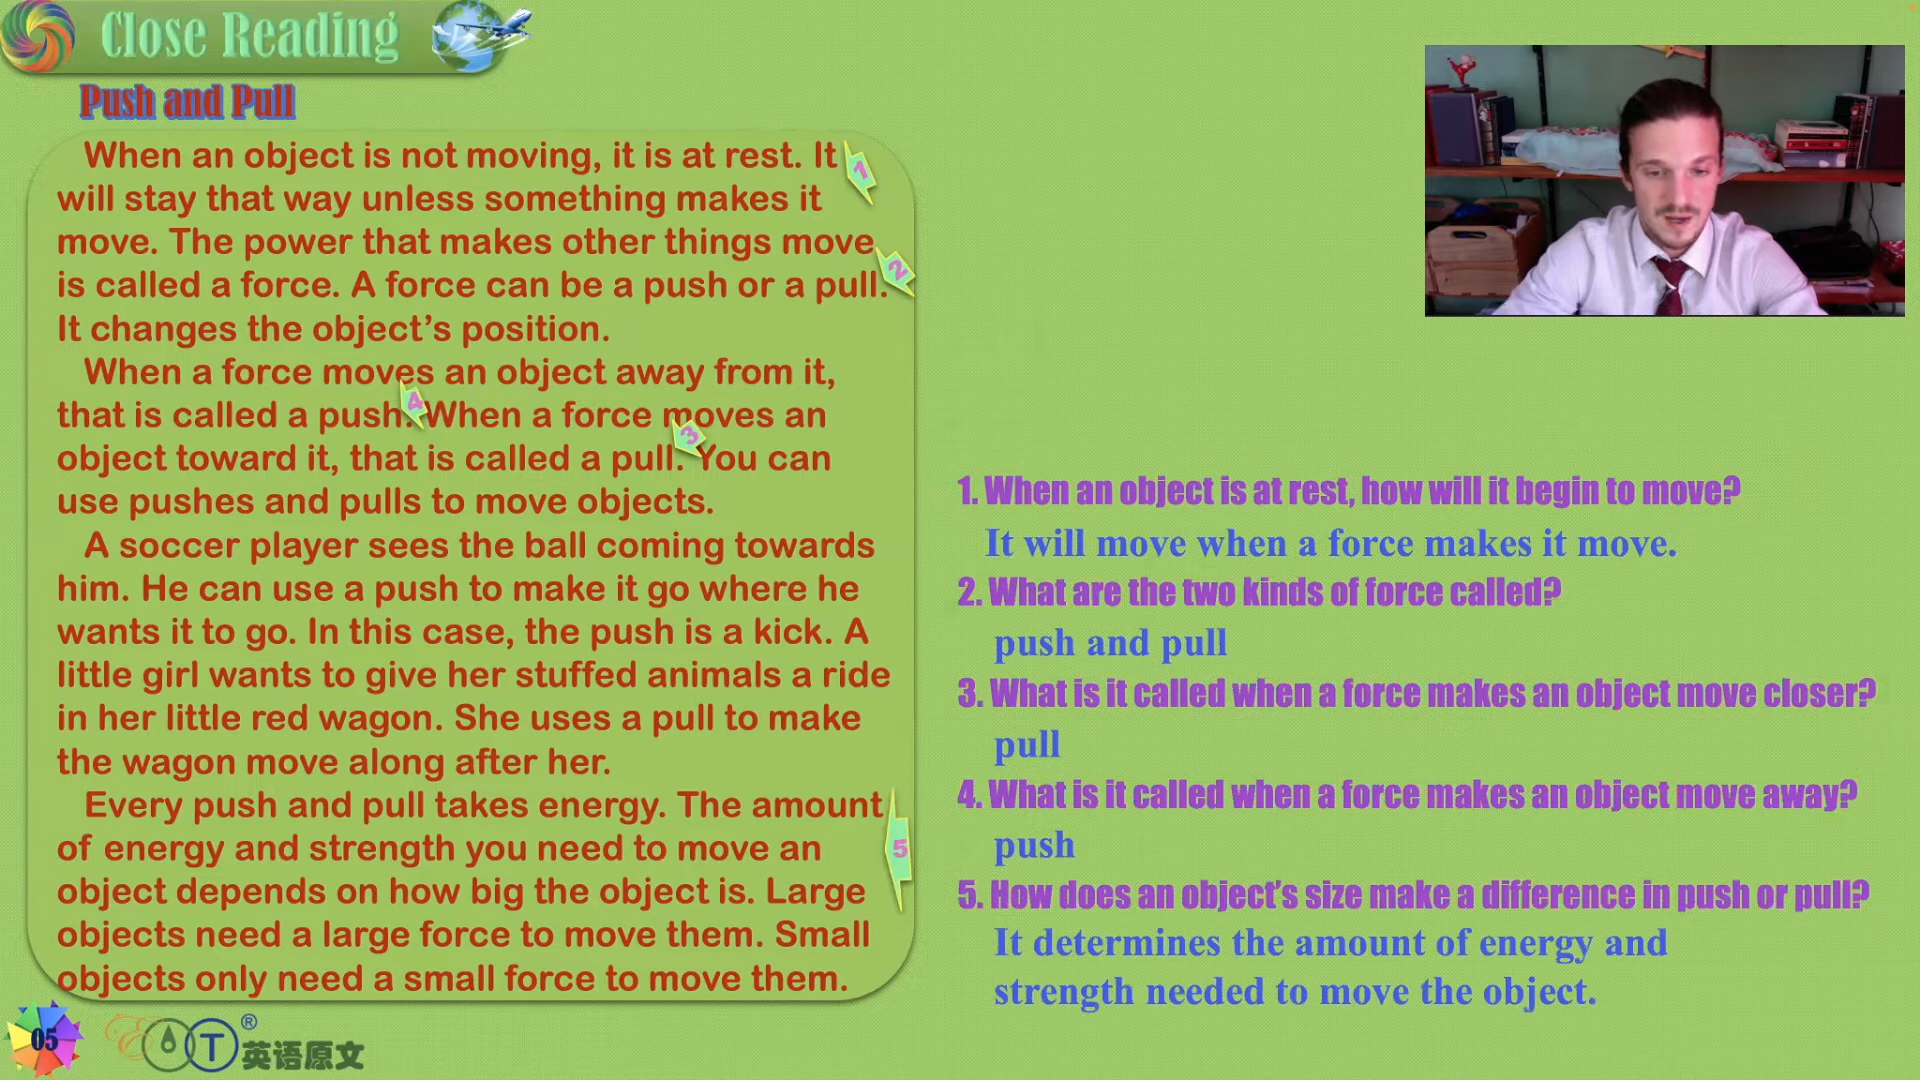 Close Reading
Push and Pull
When an object is not moving, it is at rest. It
will stay that way unless something makes it
move. The power that makes other things move
is called a force. A force can be a push or a pull.
It changes the object’s position.
When a force moves an object away from it,
that is called a push. When a force moves an
object toward it, that is called a pull. You can
use pushes and pulls to move objects.
A soccer player sees the ball coming towards
him. He can use a push to make it go where he
wants it to go. In this case, the push is a kick. A
little girl wants to give her stuffed animals a ride
in her little red wagon. She uses a pull to make
the wagon move along after her.
Every push and pull takes energy. The amount
of energy and strength you need to move an
object depends on how big the object is. Large
objects need a large force to move them. Small
objects only need a small force to move them.
1
2
4
3
5
1. When an object is at rest, how will it begin to move?
It will move when a force makes it move.
2. What are the two kinds of force called?
push and pull
3. What is it called when a force makes an object move closer?
pull
4. What is it called when a force makes an object move away?
push
5. How does an object’s size make a difference in push or pull?
It determines the amount of energy and
strength needed to move the object.
05
T®英语原文